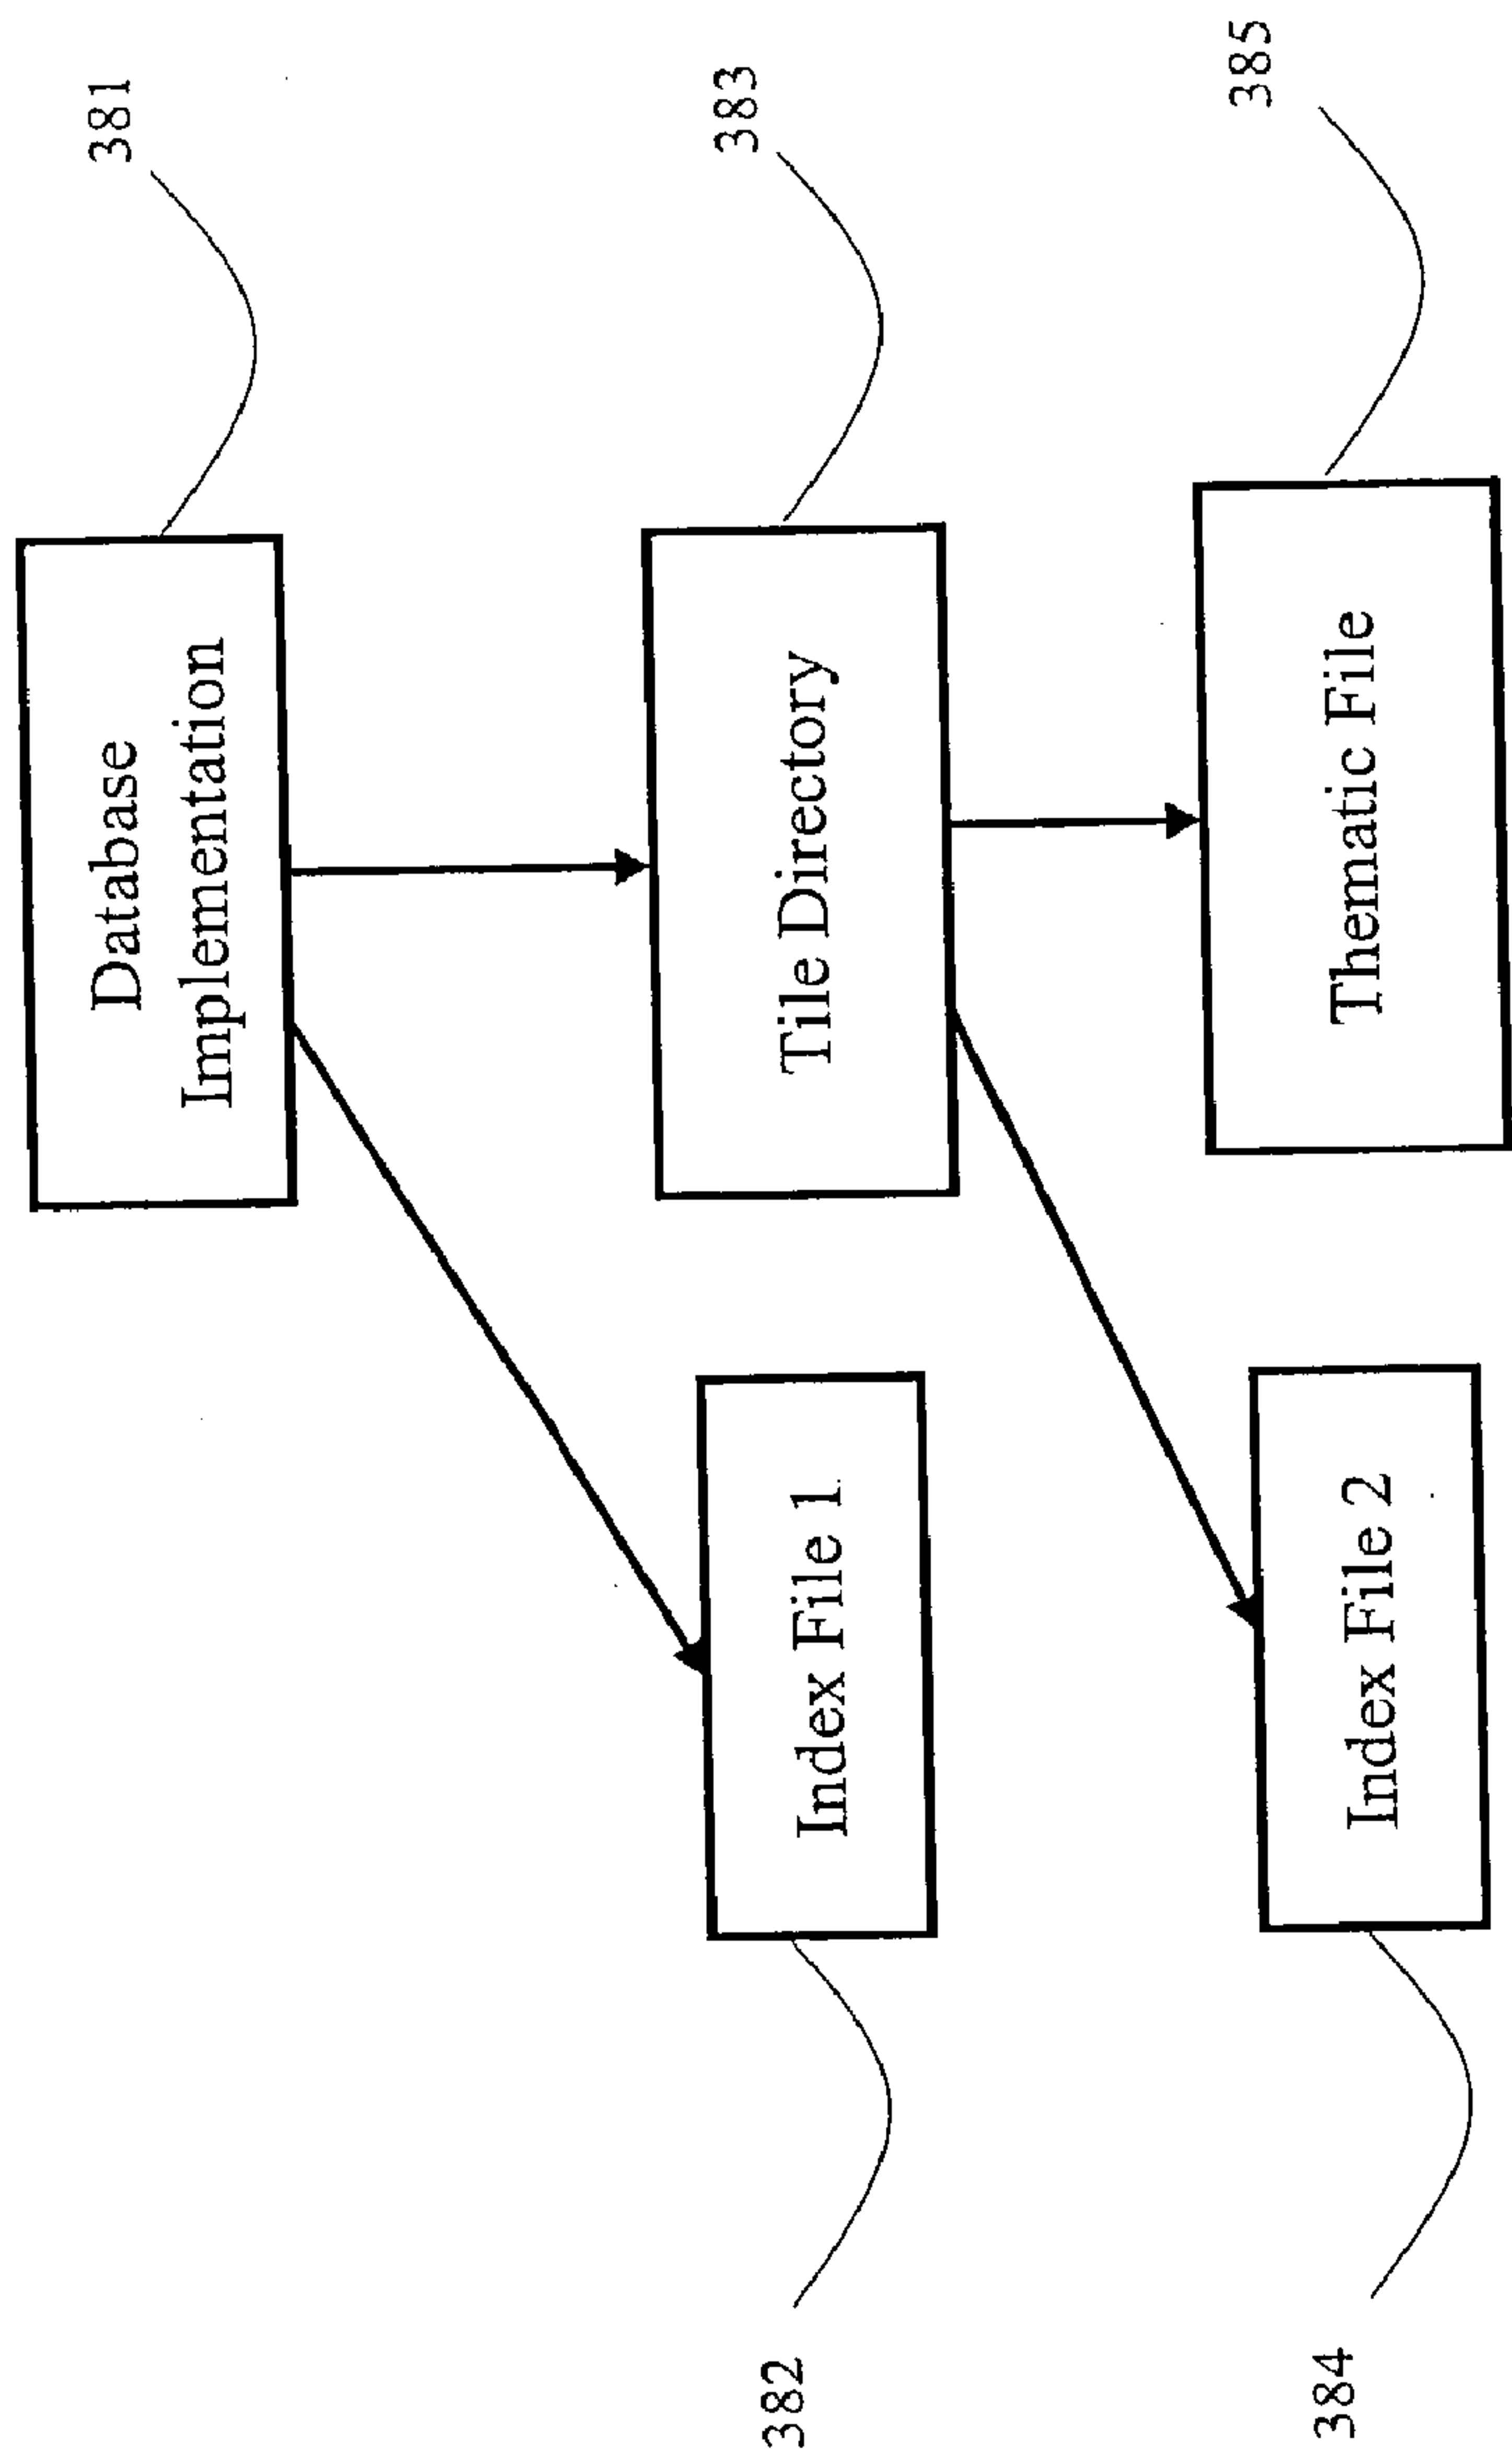 381
Database
Implementation
382
Index File 1
Tile Directory
383
384
Index File 2
Thematic File
385